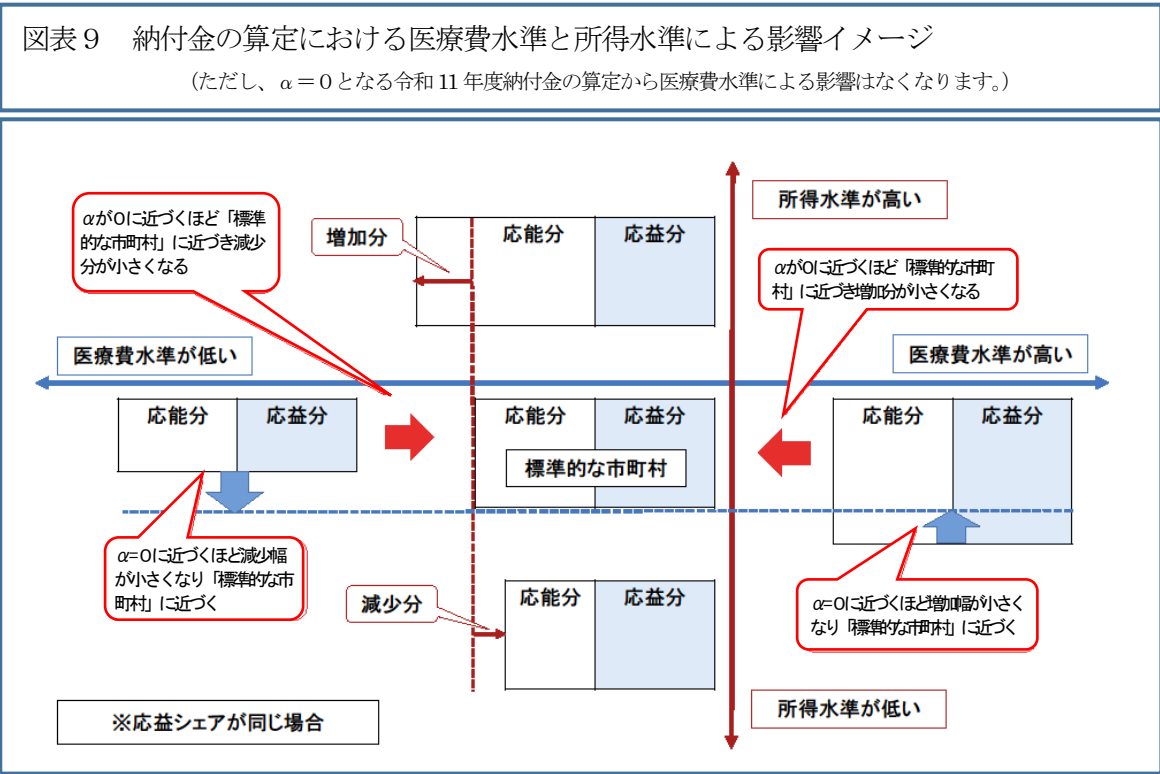 図表９　納付金の算定における医療費水準と所得水準による影響イメージ
（ただし、α＝０となる令和 11 年度納付金の算定から医療費水準による影響はなくなります。）
所得水準が高い
αが0に近づくほど「標準
的な市町村」に近づき減少
分が小さくなる
増加分
応能分
応益分
αが0に近づくほど「標準的な市町
村」に近づき増加分が小さくなる
医療費水準が低い
医療費水準が高い
応能分
応益分
応能分
応益分
標準的な市町村
応能分
応益分
α=0に近づくほど減少幅
が小さくなり「標準的な市
町村」に近づく
減少分
応能分
応益分
α=0に近づくほど増加幅が小さく
なり「標準的な市町村」に近づく
※応益シェアが同じ場合
所得水準が低い